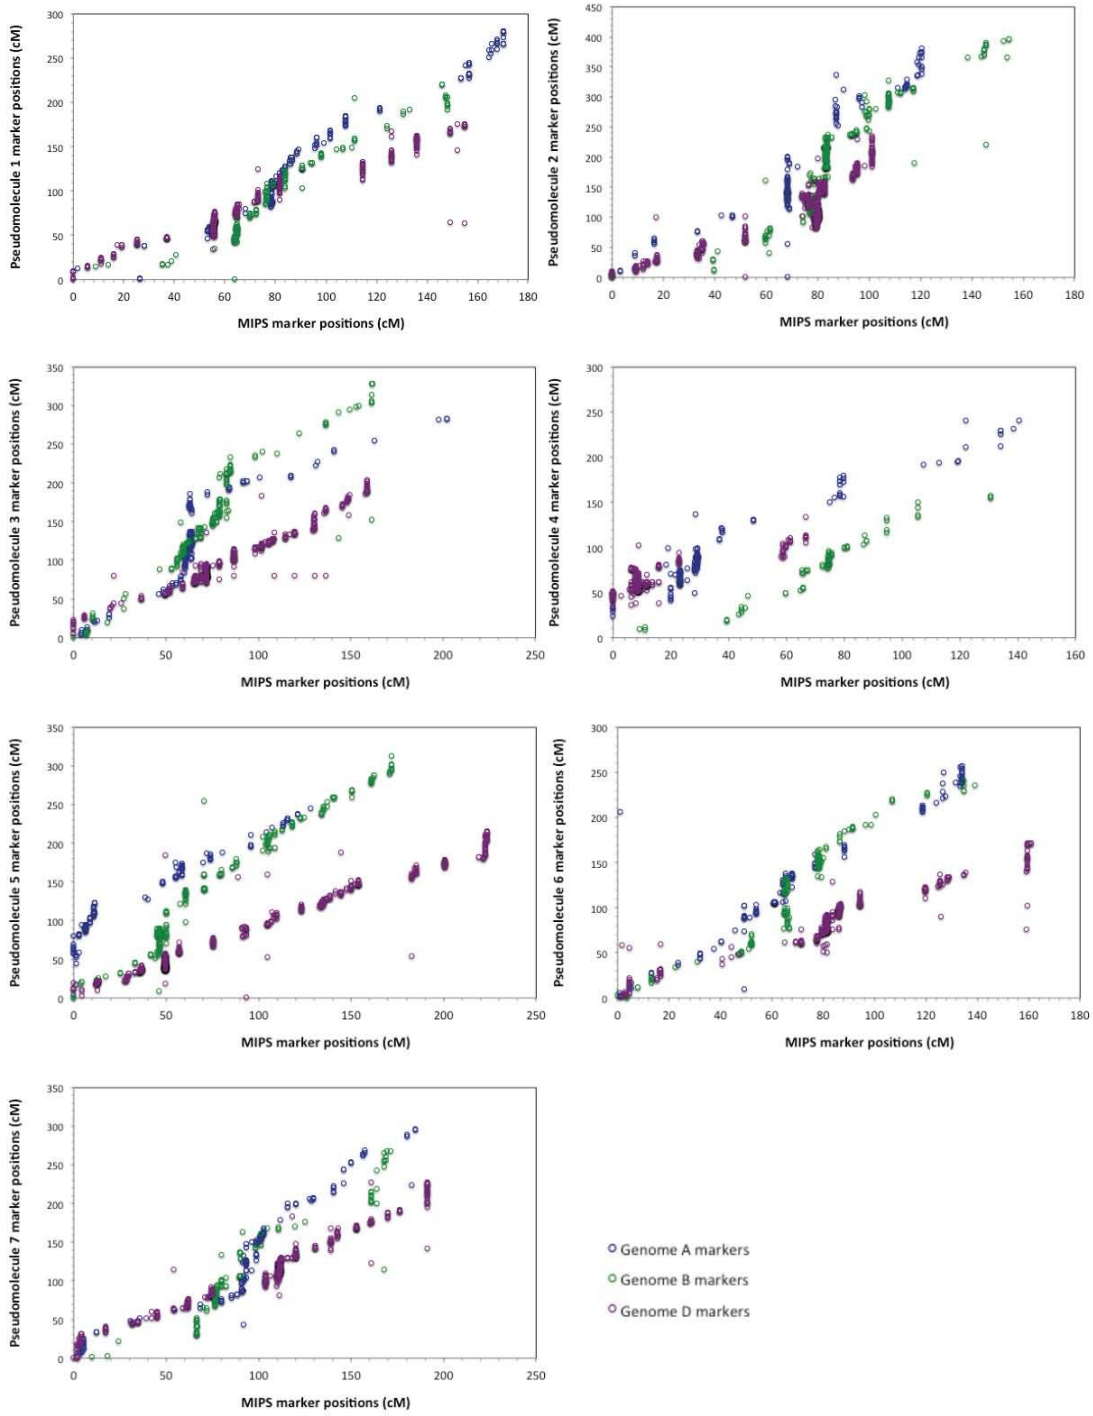 Pseudomolecule 1 marker positions (cM)
300
250
200
150
100
50
0
0 20 40 60 80 100 120 140 160 180
MIPS marker positions (cM)
Pseudomolecule 2 marker positions (cM)
450
400
350
300
250
200
150
100
50
0
0 20 40 60 80 100 120 140 160 180
MIPS marker positions (cM)
Pseudomolecule 3 marker positions (cM)
350
300
250
200
150
100
50
0
0 50 100 150 200 250
MIPS marker positions (cM)
Pseudomolecule 4 marker positions (cM)
300
250
200
150
100
50
0
0 20 40 60 80 100 120 140 160
MIPS marker positions (cM)
Pseudomolecule 5 marker positions (cM)
350
300
250
200
150
100
50
0
0 50 100 150 200 250
MIPS marker positions (cM)
Pseudomolecule 6 marker positions (cM)
300
250
200
150
100
50
0
0 20 40 60 80 100 120 140 160 180
MIPS marker positions (cM)
Pseudomolecule 7 marker positions (cM)
350
300
250
200
150
100
50
0
0 50 100 150 200 250
MIPS marker positions (cM)
Genome A markers
Genome B markers
Genome D markers